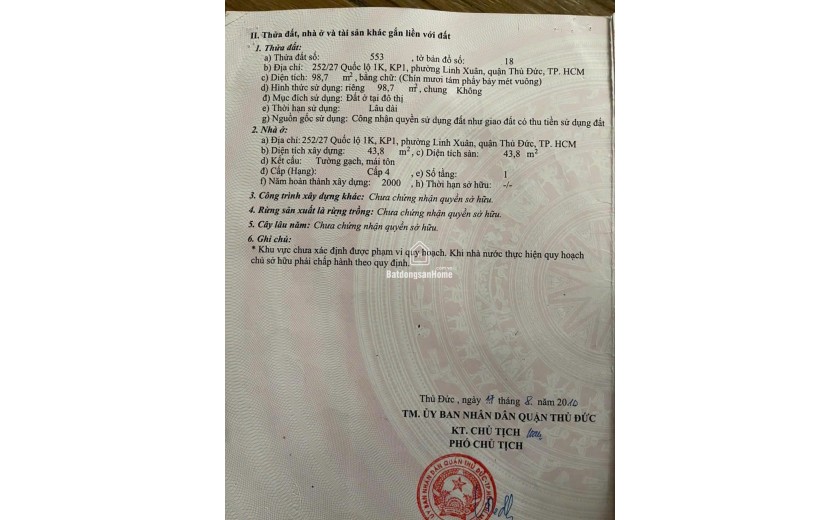 II. Thửa đất, nhà ở và tài sản khác gắn liền với đất
1. Thửa đất:
a) Thửa đất số: 553 , tờ bản đồ số: 18
b) Địa chỉ: 252/27 Quốc lộ 1K, KP1, phường Linh Xuân, quận Thủ Đức, TP. HCM
c) Diện tích: 98,7 m², bằng chữ: (Chín mươi tám phẩy bảy mét vuông)
d) Hình thức sử dụng: riêng 98,7 m², chung Không
đ) Mục đích sử dụng: Đất ở tại đô thị
e) Thời hạn sử dụng: Lâu dài
g) Nguồn gốc sử dụng: Công nhận quyền sử dụng đất như giao đất có thu tiền sử dụng đất
2. Nhà ở:
a) Địa chỉ: 252/27 Quốc lộ 1K, KP1, phường Linh Xuân, quận Thủ Đức, TP. HCM
b) Diện tích xây dựng: 43,8 m², c) Diện tích sàn: 43,8 m²
d) Kết cấu: Tường gạch, mái tôn
đ) Cấp (Hạng): Cấp 4 , e) Số tầng: 1
f) Năm hoàn thành xây dựng: 2000 , h) Thời hạn sở hữu: -/-
3. Công trình xây dựng khác: Chưa chứng nhận quyền sở hữu.
4. Rừng sản xuất là rừng trồng: Chưa chứng nhận quyền sở hữu.
5. Cây lâu năm: Chưa chứng nhận quyền sở hữu.
6. Ghi chú:
* Khu vực chưa xác định được phạm vi quy hoạch. Khi nhà nước thực hiện quy hoạch
chủ sở hữu phải chấp hành theo quy định.
BatdongsanHome
Thủ Đức , ngày 17 tháng 8 . năm 2010
TM. ỦY BAN NHÂN DÂN QUẬN THỦ ĐỨC
KT. CHỦ TỊCH
PHÓ CHỦ TỊCH
ỦY BAN NHÂN DÂN QUẬN THỦ ĐỨC